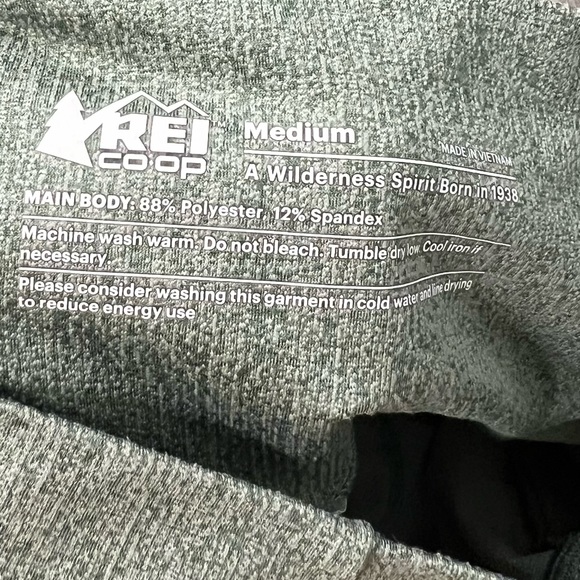 REI
CO OP
Medium
MADE IN VIETNAM
A Wilderness Spirit Born in 1938
MAIN BODY: 88% Polyester, 12% Spandex
Machine wash warm. Do not bleach. Tumble dry low. Cool iron if
necessary.
Please consider washing this garment in cold water and line drying
to reduce energy use